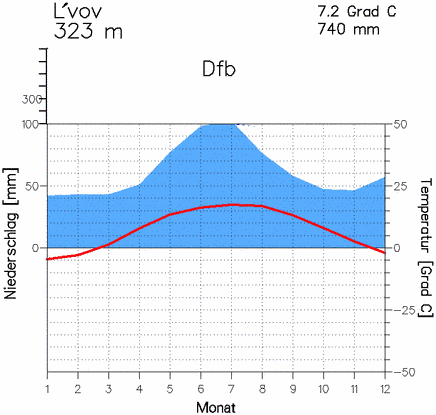 L'vov
7.2 Grad C
323 m
740 mm
Dfb
300
100
50
50
25
0
0
-25
-50
Niederschlag [mm]
Temperatur [Grad C]
1 2 3 4 5 6 7 8 9 10 11 12
Monat